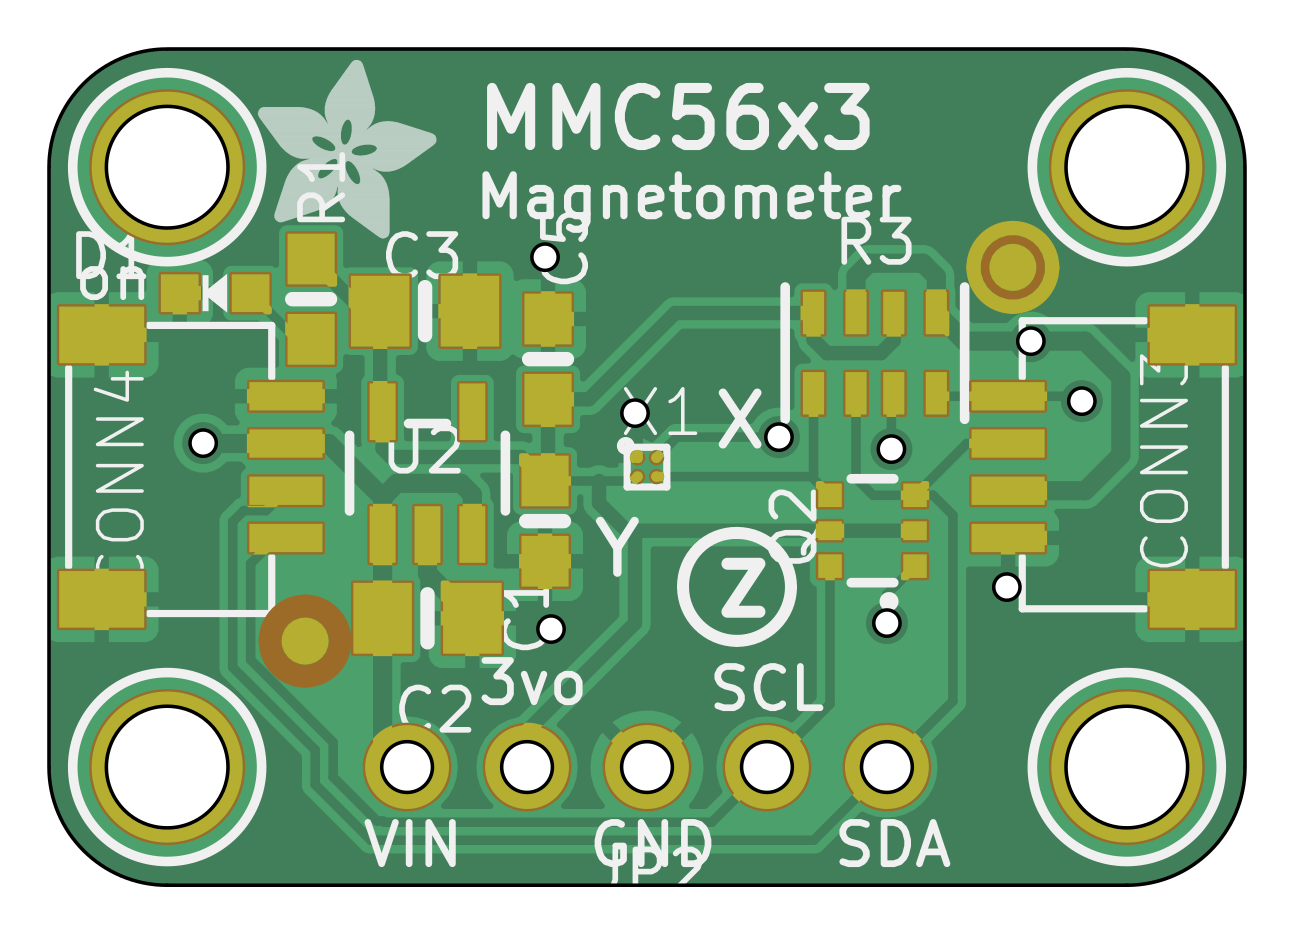 MMC56x3
Magnetometer
R1
D1
on
C3
C5
R3
CONN4
U2
X1
X
CONN3
Y
Q2
Z
C1
3vo
SCL
C2
VIN
GND
SDA
JP2